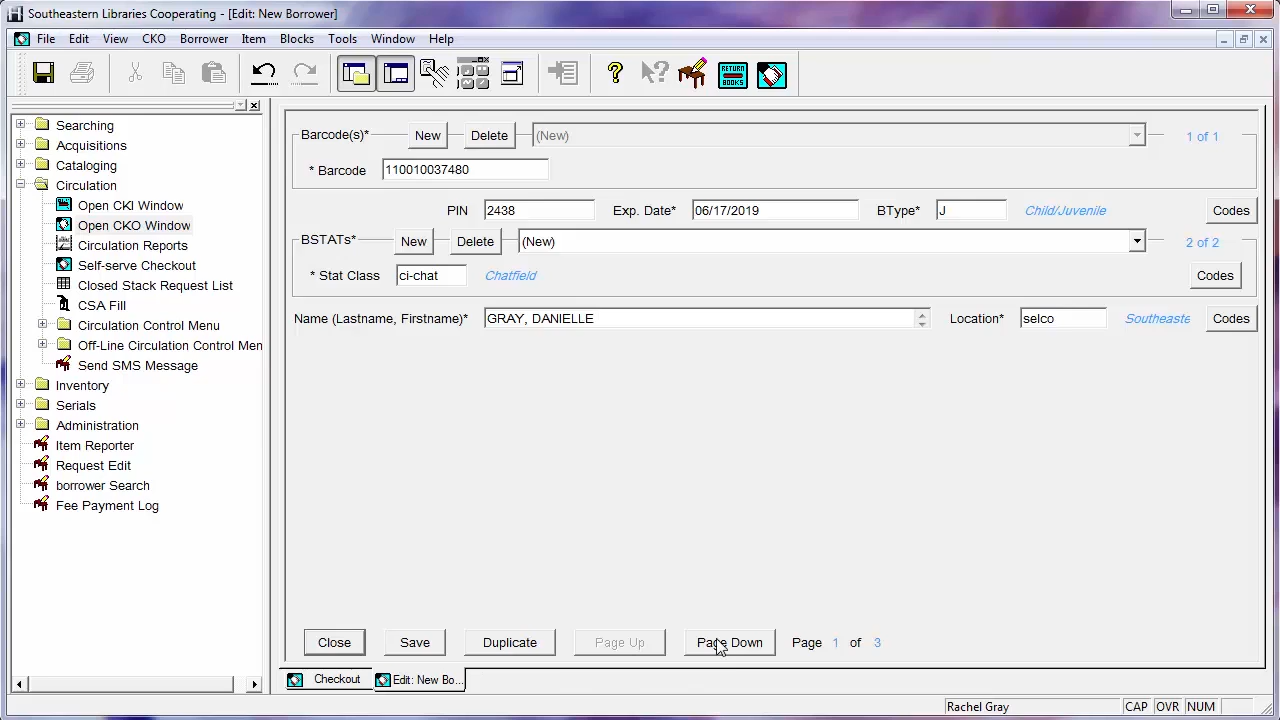 Southeastern Libraries Cooperating - [Edit: New Borrower]
File Edit View CKO Borrower Item Blocks Tools Window Help
RETURN BOOKS
Searching
Acquisitions
Cataloging
Circulation
Open CKI Window
Open CKO Window
Circulation Reports
Self-serve Checkout
Closed Stack Request List
CSA Fill
Circulation Control Menu
Off-Line Circulation Control Men
Send SMS Message
Inventory
Serials
Administration
Item Reporter
Request Edit
borrower Search
Fee Payment Log
Barcode(s)* New Delete (New) 1 of 1
* Barcode 110010037480
PIN 2438 Exp. Date* 06/17/2019 BType* J Child/Juvenile Codes
BSTATs* New Delete (New) 2 of 2
* Stat Class ci-chat Chatfield Codes
Name (Lastname, Firstname)* GRAY, DANIELLE Location* selco Southeaste Codes
Close Save Duplicate Page Up Page Down Page 1 of 3
Checkout Edit: New Bo...
Rachel Gray CAP OVR NUM